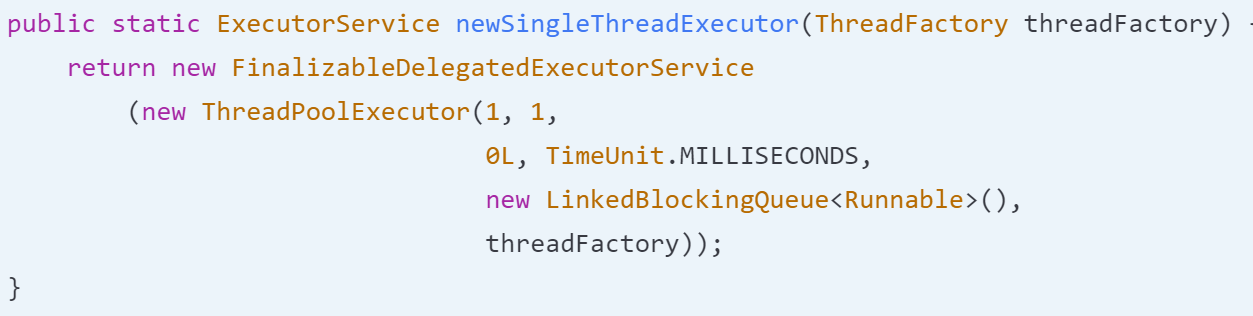 public static ExecutorService newSingleThreadExecutor(ThreadFactory threadFactory) {
return new FinalizableDelegatedExecutorService
(new ThreadPoolExecutor(1, 1,
0L, TimeUnit.MILLISECONDS,
new LinkedBlockingQueue<Runnable>(),
threadFactory));
}